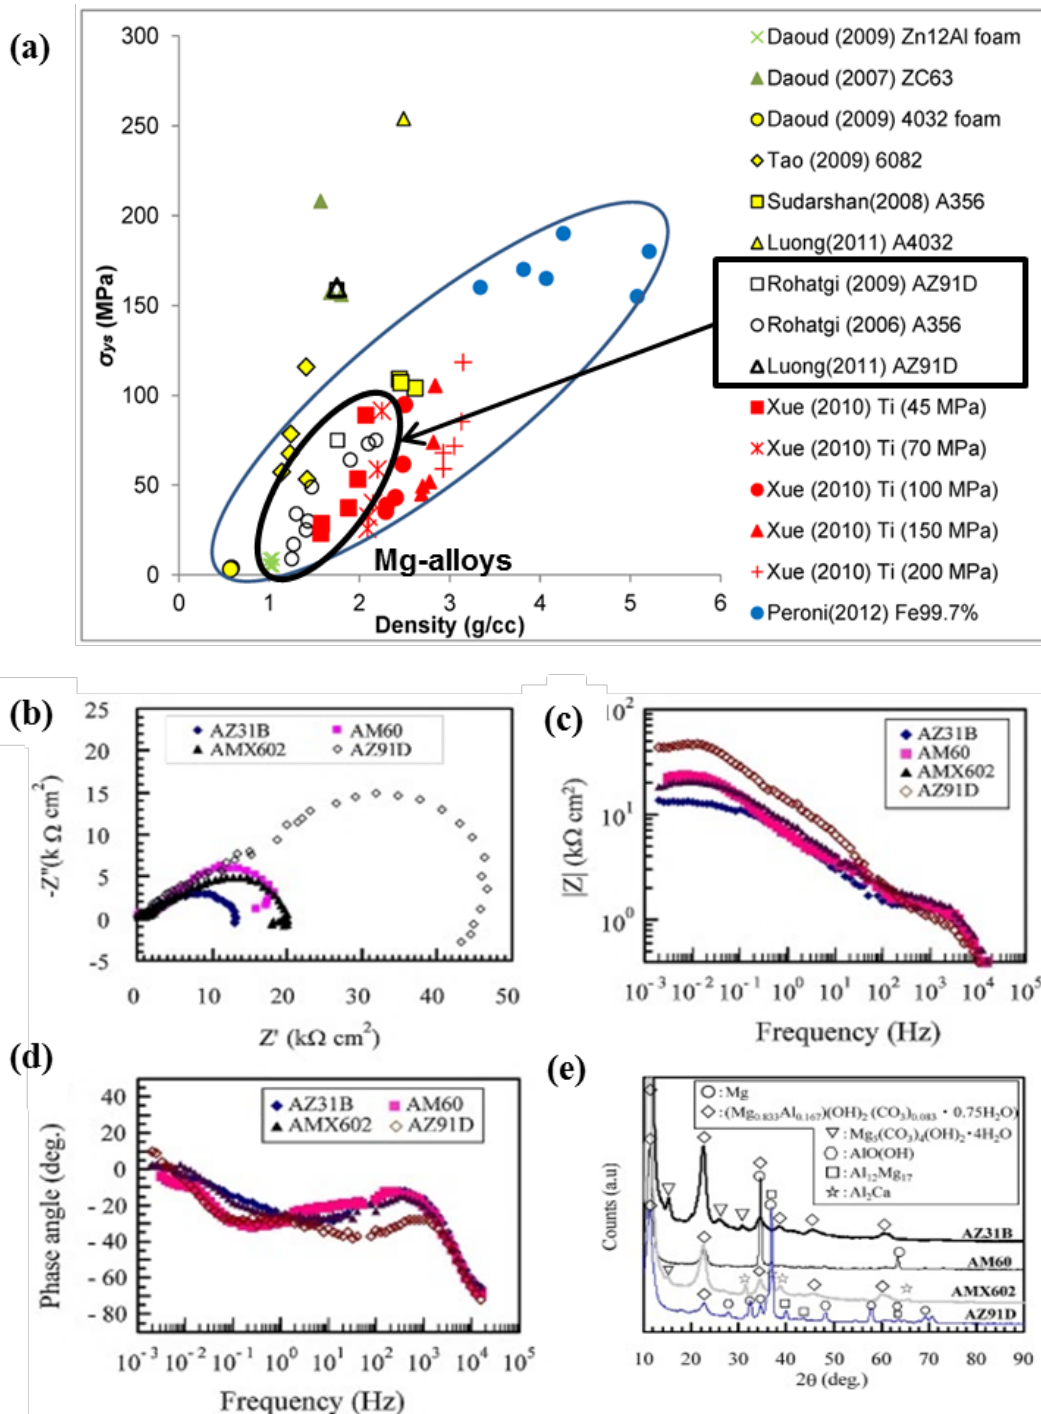 (a)
300
250
200
150
100
50
0
σys (MPa)
0 1 2 3 4 5 6
Density (g/cc)
Mg-alloys
Daoud (2009) Zn12Al foam
Daoud (2007) ZC63
Daoud (2009) 4032 foam
Tao (2009) 6082
Sudarshan(2008) A356
Luong(2011) A4032
Rohatgi (2009) AZ91D
Rohatgi (2006) A356
Luong(2011) AZ91D
Xue (2010) Ti (45 MPa)
Xue (2010) Ti (70 MPa)
Xue (2010) Ti (100 MPa)
Xue (2010) Ti (150 MPa)
Xue (2010) Ti (200 MPa)
Peroni(2012) Fe99.7%
(b)
25
20
15
10
5
0
-5
-Z"(k Ω cm²)
AZ31B AM60
AMX602 AZ91D
0 10 20 30 40 50
Z' (kΩ cm²)
(c)
10²
10¹
10⁰
|Z| (kΩ cm²)
AZ31B
AM60
AMX602
AZ91D
10⁻³ 10⁻² 10⁻¹ 10⁰ 10¹ 10² 10³ 10⁴ 10⁵
Frequency (Hz)
(d)
40
20
0
- 20
- 40
- 60
- 80
Phase angle (deg.)
AZ31B AM60
AMX602 AZ91D
10⁻³ 10⁻² 10⁻¹ 10⁰ 10¹ 10² 10³ 10⁴ 10⁵
Frequency (Hz)
(e)
Counts (a.u)
: Mg
: (Mg₀.₈₃₃Al₀.₁₆₇)(OH)₂·(CO₃)₀.₀₈₃ · 0.75H₂O)
: Mg₅(CO₃)₄(OH)₂·4H₂O
: AlO(OH)
: Al₁₂Mg₁₇
: Al₂Ca
AZ31B
AM60
AMX602
AZ91D
10 20 30 40 50 60 70 80 90
2θ (deg.)